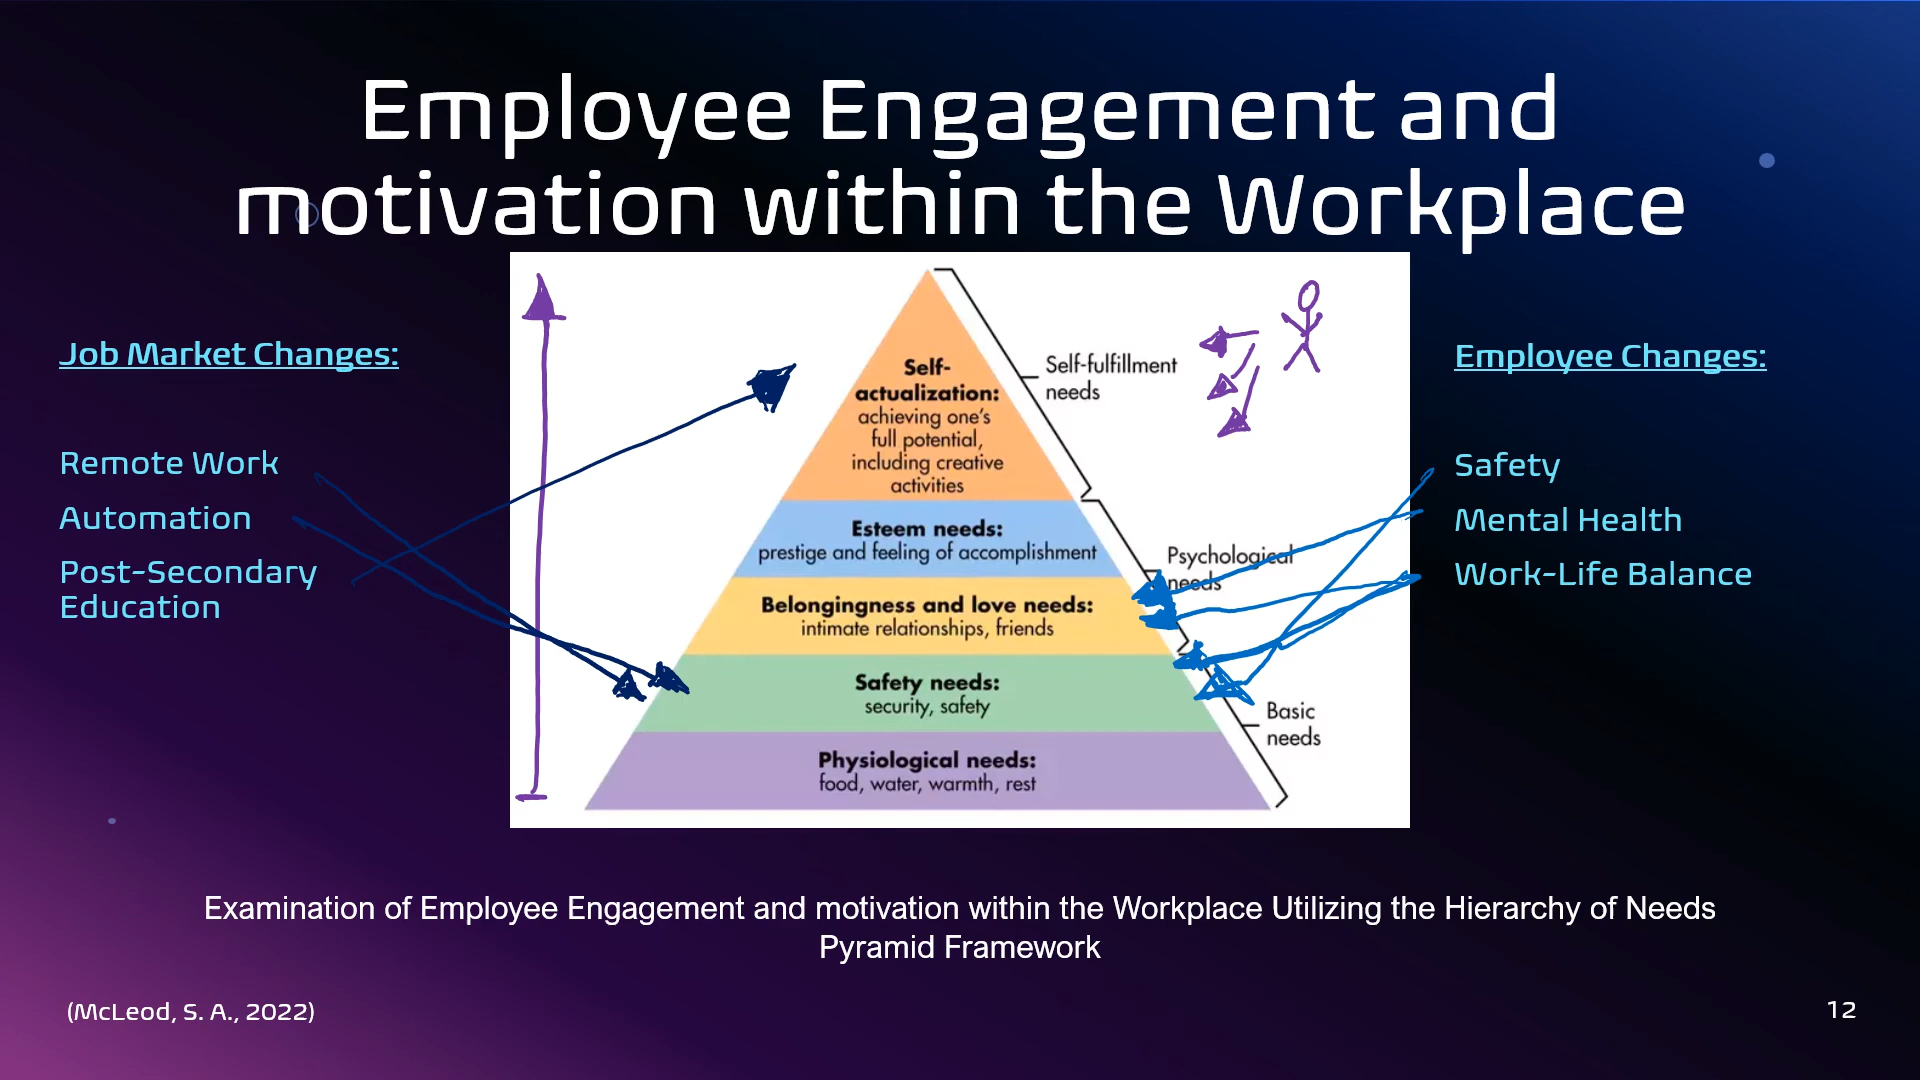 Employee Engagement and
motivation within the Workplace
Job Market Changes:
Remote Work
Automation
Post-Secondary
Education
Self-
actualization:
achieving one's
full potential,
including creative
activities
Esteem needs:
prestige and feeling of accomplishment
Belongingness and love needs:
intimate relationships, friends
Safety needs:
security, safety
Physiological needs:
food, water, warmth, rest
Self-fulfillment
needs
Psychological
needs
Basic
needs
Employee Changes:
Safety
Mental Health
Work-Life Balance
Examination of Employee Engagement and motivation within the Workplace Utilizing the Hierarchy of Needs
Pyramid Framework
(McLeod, S. A., 2022)
12